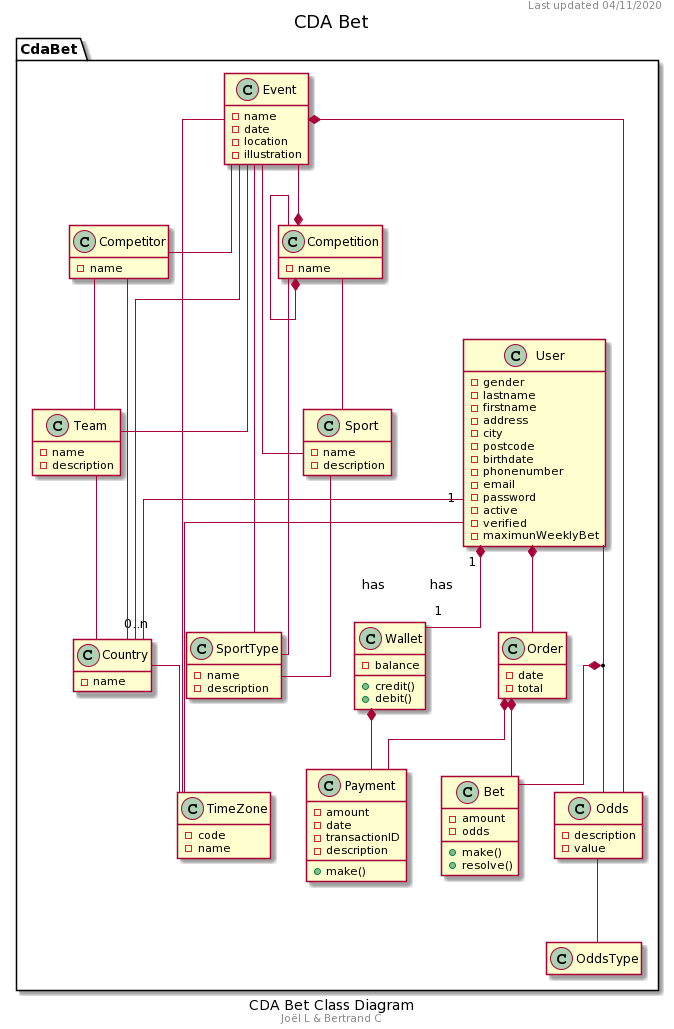 Last updated 04/11/2020
CDA Bet
CdaBet
C Event
name
date
location
illustration
C Competitor
name
C Competition
name
C User
gender
lastname
firstname
address
city
postcode
birthdate
phonenumber
email
password
active
verified
maximunWeeklyBet
C Team
name
description
C Sport
name
description
1
1
has
has
1
0..n
C Country
name
C SportType
name
description
C Wallet
balance
credit()
debit()
C Order
date
total
C TimeZone
code
name
C Payment
amount
date
transactionID
description
make()
C Bet
amount
odds
make()
resolve()
C Odds
description
value
C OddsType
CDA Bet Class Diagram
Joël L & Bertrand C